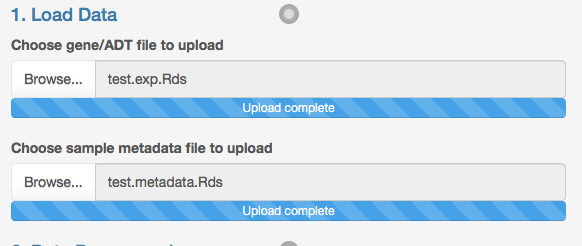 1. Load Data
Choose gene/ADT file to upload
Browse... test.exp.Rds
Upload complete
Choose sample metadata file to upload
Browse... test.metadata.Rds
Upload complete